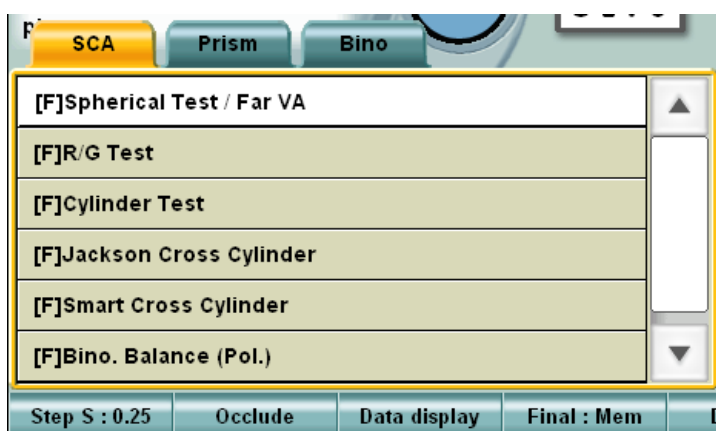 SCA Prism Bino
[F]Spherical Test / Far VA
[F]R/G Test
[F]Cylinder Test
[F]Jackson Cross Cylinder
[F]Smart Cross Cylinder
[F]Bino. Balance (Pol.)
Step S : 0.25 Occlude Data display Final : Mem